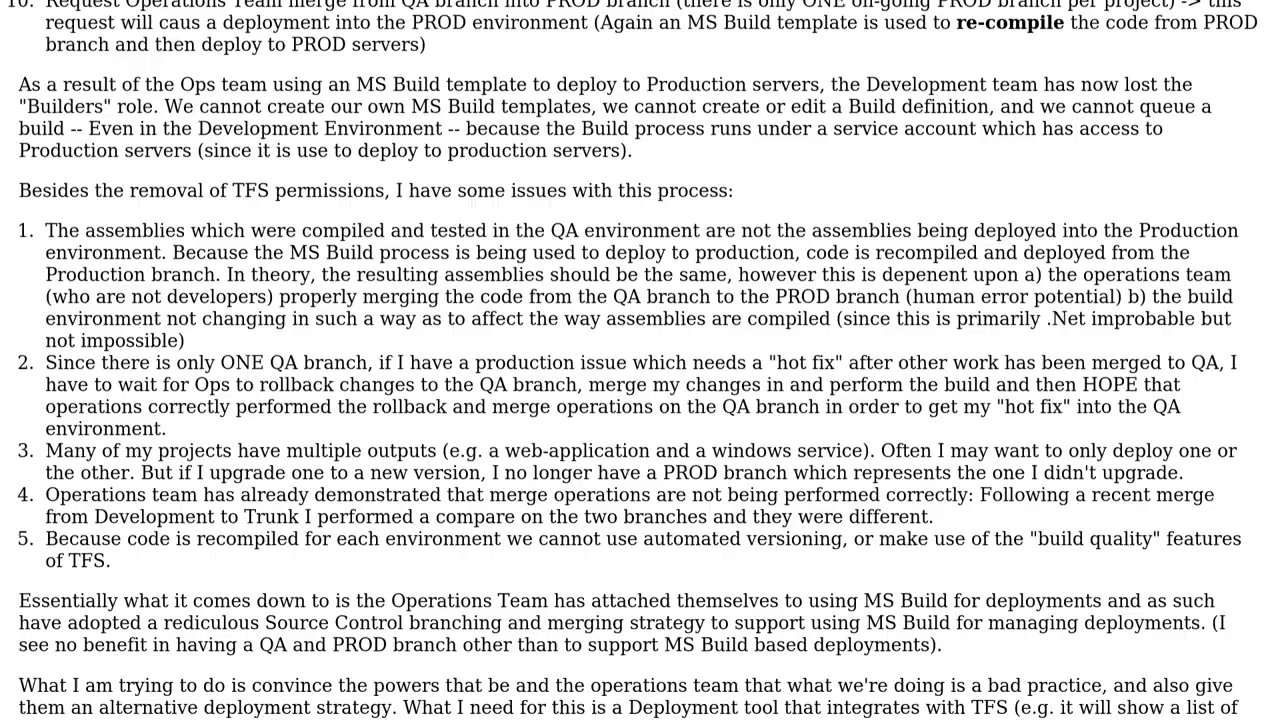 10. Request Operations Team merge from QA branch into PROD branch (there is only ONE on-going PROD branch per project) -> this
request will caus a deployment into the PROD environment (Again an MS Build template is used to re-compile the code from PROD
branch and then deploy to PROD servers)
As a result of the Ops team using an MS Build template to deploy to Production servers, the Development team has now lost the
"Builders" role. We cannot create our own MS Build templates, we cannot create or edit a Build definition, and we cannot queue a
build -- Even in the Development Environment -- because the Build process runs under a service account which has access to
Production servers (since it is use to deploy to production servers).
Besides the removal of TFS permissions, I have some issues with this process:
1. The assemblies which were compiled and tested in the QA environment are not the assemblies being deployed into the Production
environment. Because the MS Build process is being used to deploy to production, code is recompiled and deployed from the
Production branch. In theory, the resulting assemblies should be the same, however this is depenent upon a) the operations team
(who are not developers) properly merging the code from the QA branch to the PROD branch (human error potential) b) the build
environment not changing in such a way as to affect the way assemblies are compiled (since this is primarily .Net improbable but
not impossible)
2. Since there is only ONE QA branch, if I have a production issue which needs a "hot fix" after other work has been merged to QA, I
have to wait for Ops to rollback changes to the QA branch, merge my changes in and perform the build and then HOPE that
operations correctly performed the rollback and merge operations on the QA branch in order to get my "hot fix" into the QA
environment.
3. Many of my projects have multiple outputs (e.g. a web-application and a windows service). Often I may want to only deploy one or
the other. But if I upgrade one to a new version, I no longer have a PROD branch which represents the one I didn't upgrade.
4. Operations team has already demonstrated that merge operations are not being performed correctly: Following a recent merge
from Development to Trunk I performed a compare on the two branches and they were different.
5. Because code is recompiled for each environment we cannot use automated versioning, or make use of the "build quality" features
of TFS.
Essentially what it comes down to is the Operations Team has attached themselves to using MS Build for deployments and as such
have adopted a rediculous Source Control branching and merging strategy to support using MS Build for managing deployments. (I
see no benefit in having a QA and PROD branch other than to support MS Build based deployments).
What I am trying to do is convince the powers that be and the operations team that what we're doing is a bad practice, and also give
them an alternative deployment strategy. What I need for this is a Deployment tool that integrates with TFS (e.g. it will show a list of